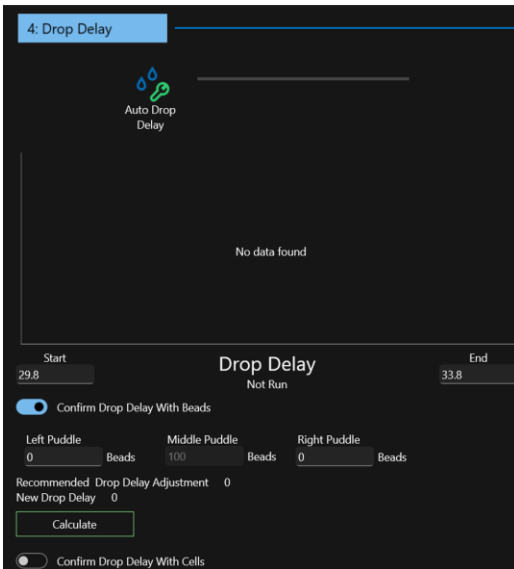 4: Drop Delay
Auto Drop
Delay
No data found
Start
29.8
Drop Delay
Not Run
End
33.8
Confirm Drop Delay With Beads
Left Puddle
0 Beads
Middle Puddle
100 Beads
Right Puddle
0 Beads
Recommended Drop Delay Adjustment 0
New Drop Delay 0
Calculate
Confirm Drop Delay With Cells